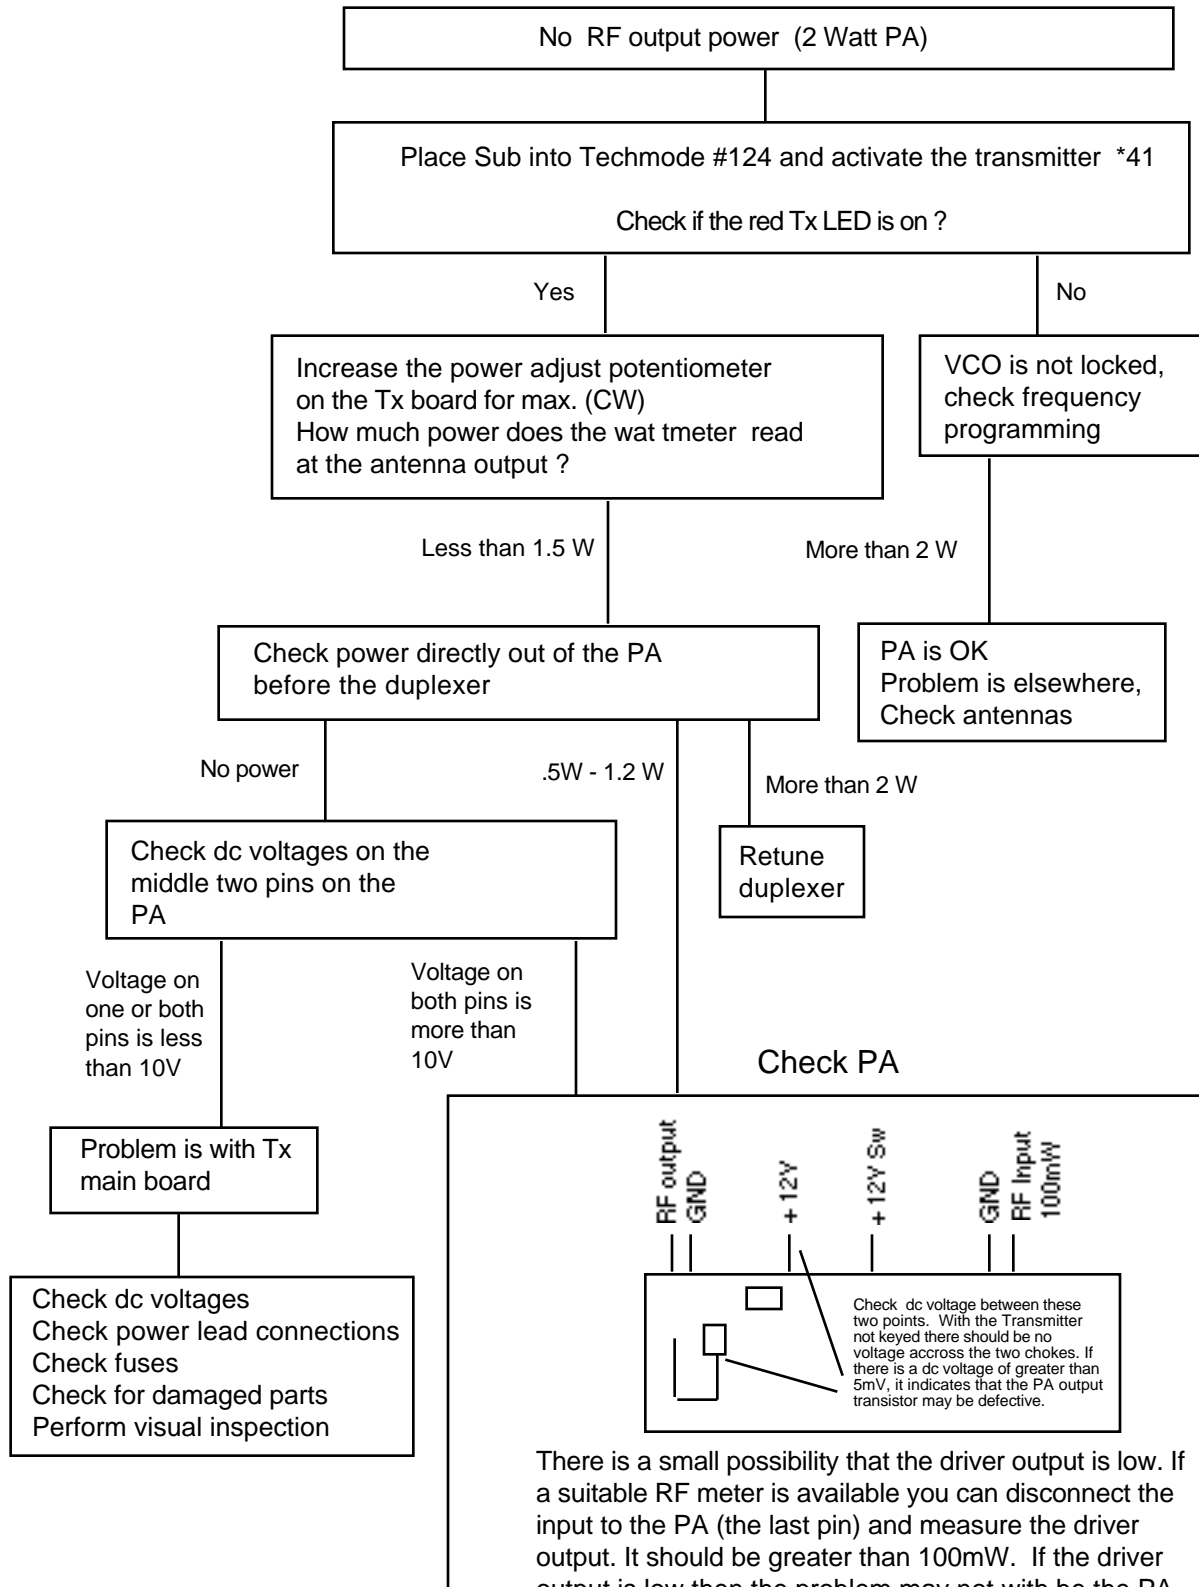 No RF output power (2 Watt PA)
Place Sub into Techmode #124 and activate the transmitter *41
Check if the red Tx LED is on ?
Yes
No
Increase the power adjust potentiometer
on the Tx board for max. (CW)
How much power does the wat tmeter read
at the antenna output ?
VCO is not locked,
check frequency
programming
Less than 1.5 W
More than 2 W
Check power directly out of the PA
before the duplexer
PA is OK
Problem is elsewhere,
Check antennas
No power
.5W - 1.2 W
More than 2 W
Check dc voltages on the
middle two pins on the
PA
Retune
duplexer
Voltage on
one or both
pins is less
than 10V
Voltage on
both pins is
more than
10V
Check PA
Problem is with Tx
main board
RF output
GND
+12V
+12V Sw
GND
RF Input
100mW
Check dc voltages
Check power lead connections
Check fuses
Check for damaged parts
Perform visual inspection
Check dc voltage between these
two points. With the Transmitter
not keyed there should be no
voltage accross the two chokes. If
there is a dc voltage of greater than
5mV, it indicates that the PA output
transistor may be defective.
There is a small possibility that the driver output is low. If
a suitable RF meter is available you can disconnect the
input to the PA (the last pin) and measure the driver
output. It should be greater than 100mW. If the driver
output is low then the problem may not with be the PA